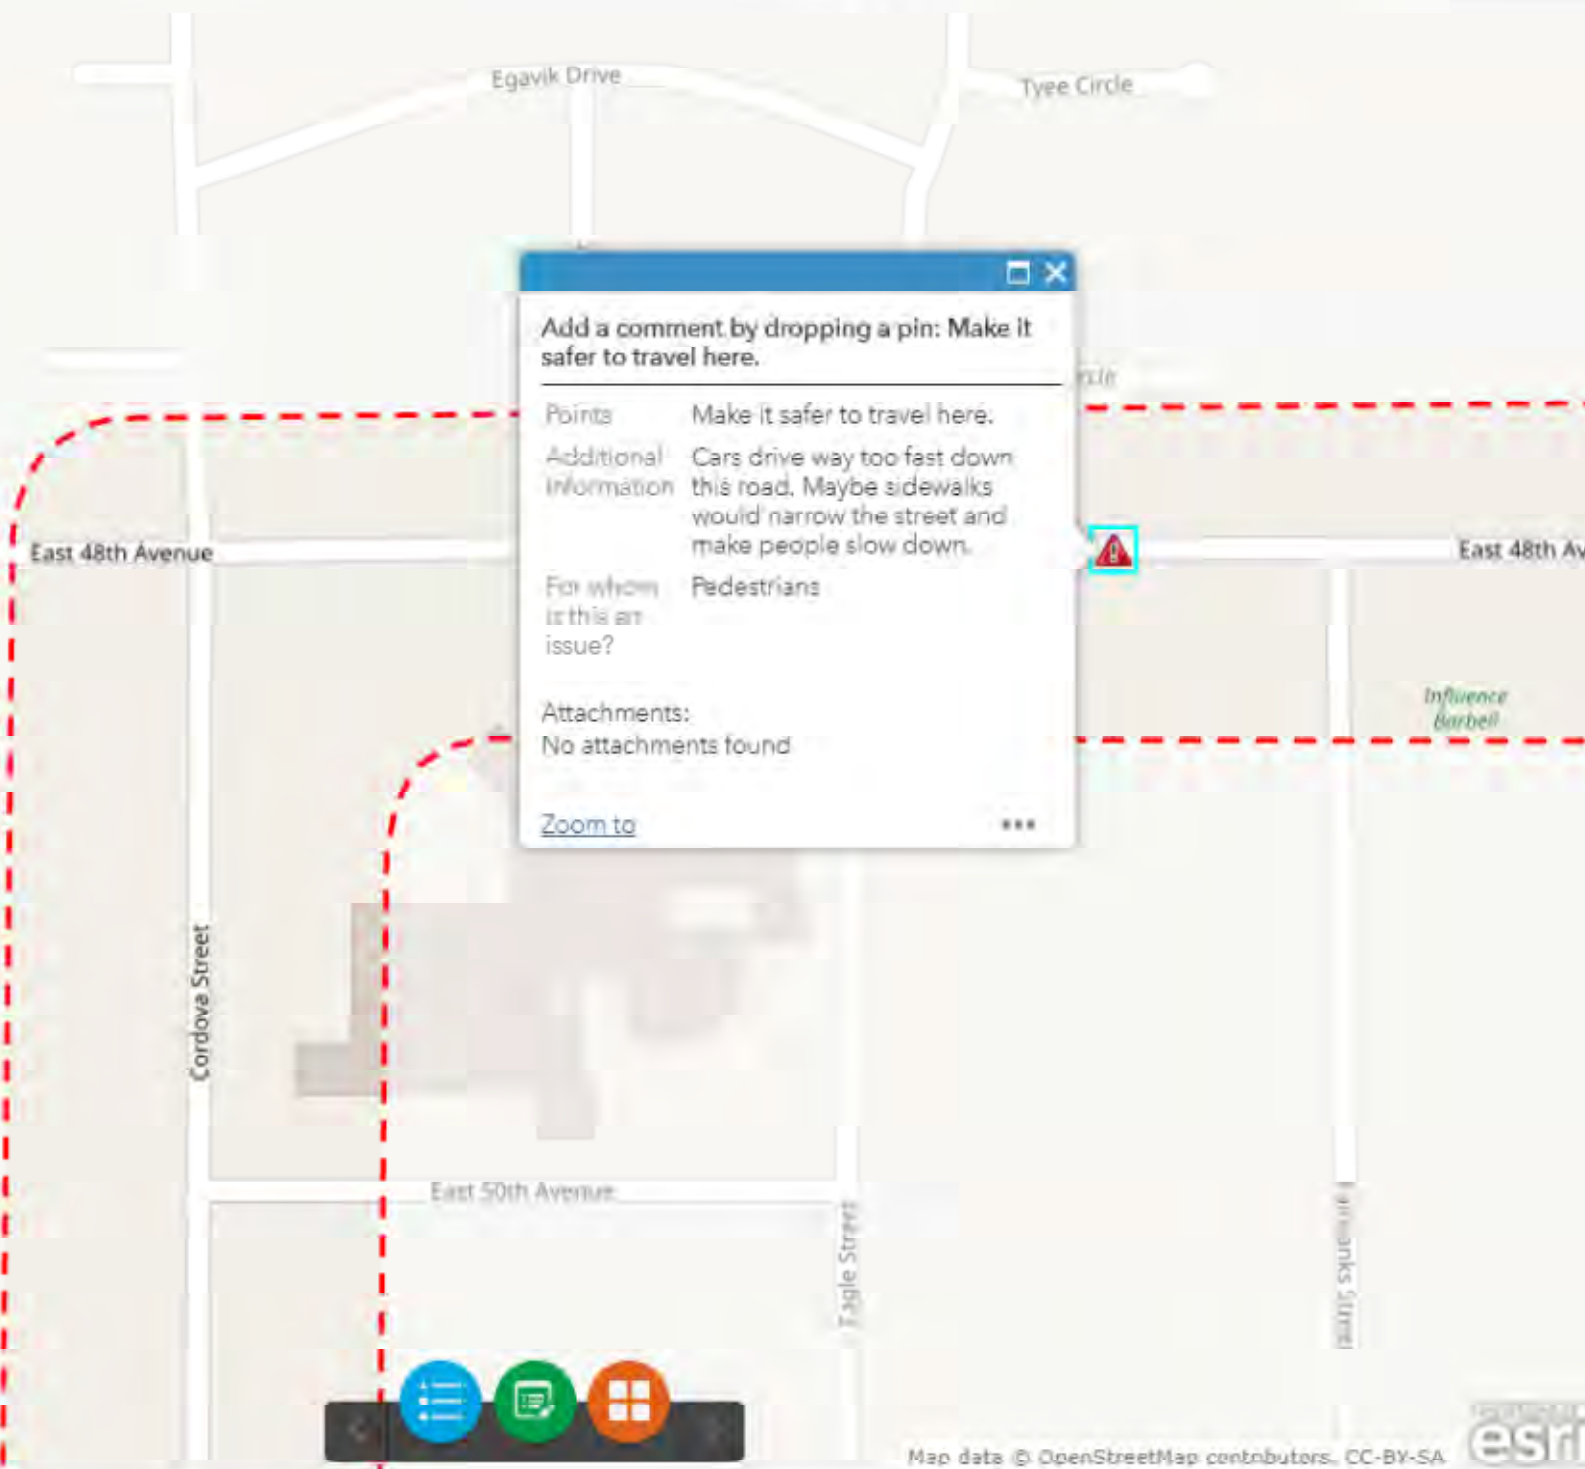 Egavik Drive
Tyee Circle
Add a comment by dropping a pin: Make it
safer to travel here.
Points Make it safer to travel here.
Additional Cars drive way too fast down
Information this road. Maybe sidewalks
would narrow the street and
make people slow down.
For whom Pedestrians
is this an
issue?
Attachments:
No attachments found
Zoom to
East 48th Avenue
East 48th Av
Influence
Barbell
Cordova Street
East 50th Avenue
Eagle Street
Street
Map data © OpenStreetMap contributors, CC-BY-SA
esri